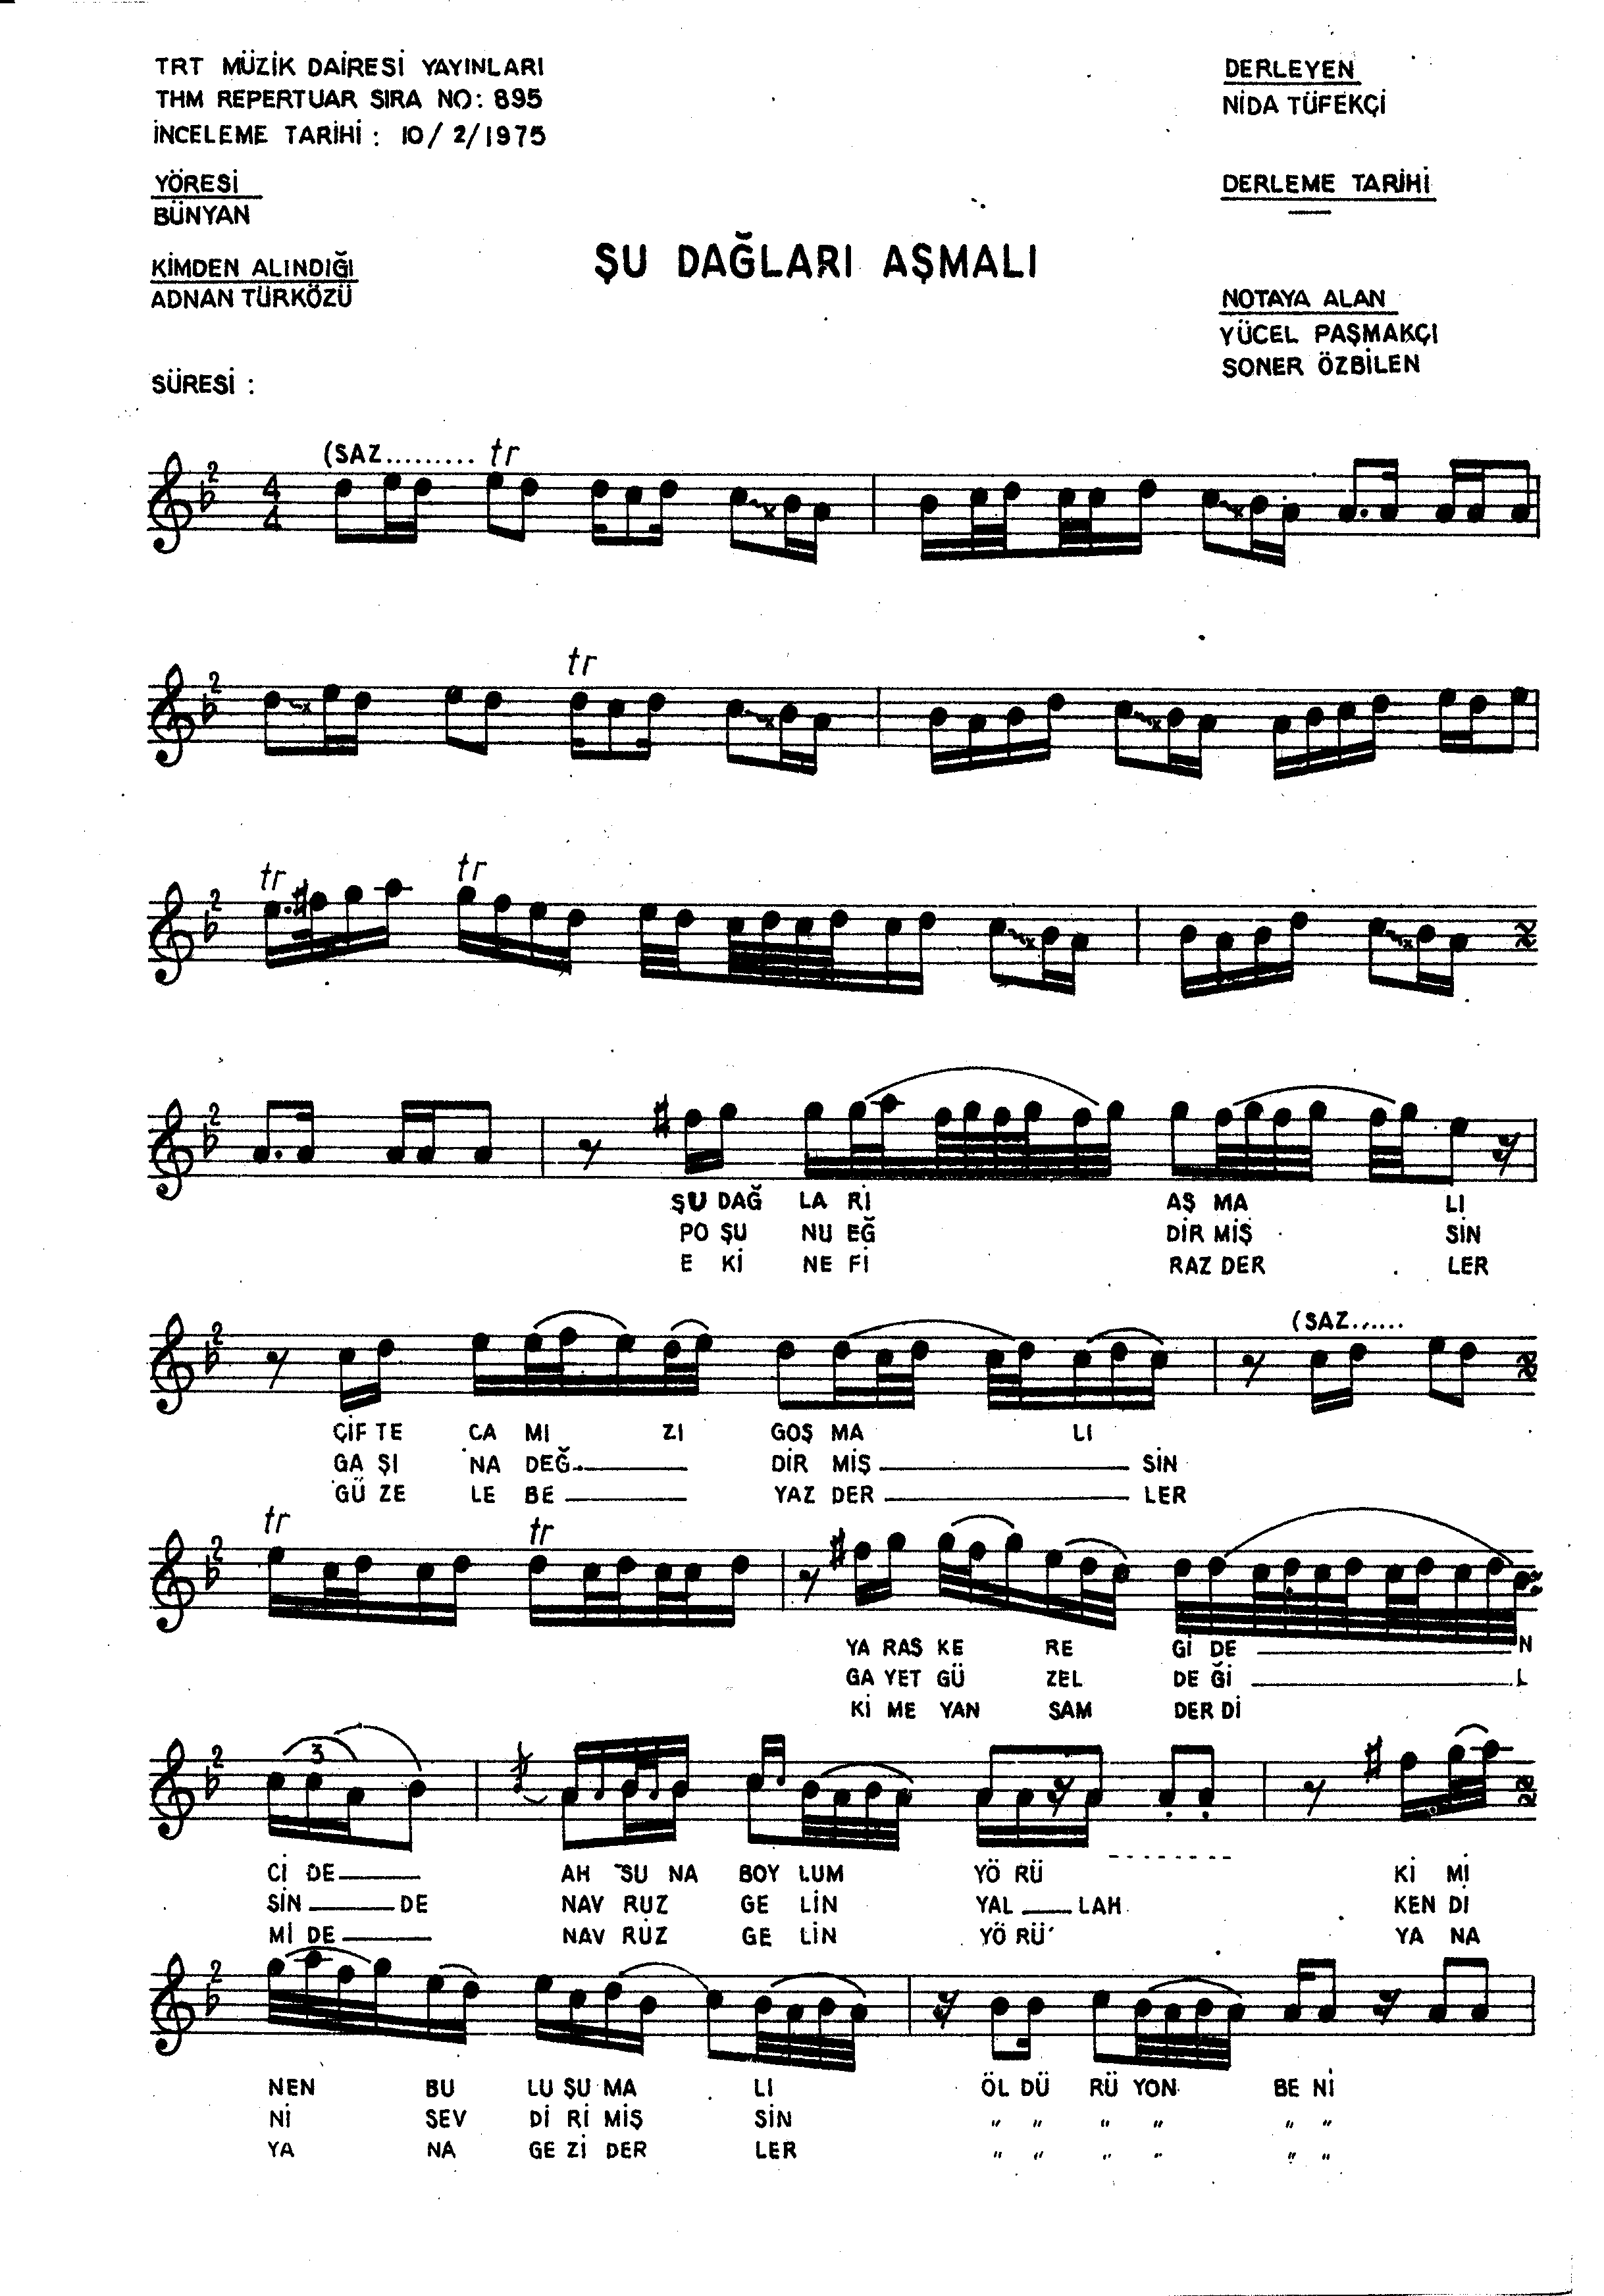 TRT MÜZİK DAİRESİ YAYINLARI
THM REPERTUAR SIRA NO: 895
İNCELEME TARİHİ : 10/2/1975
DERLEYEN
NİDA TÜFEKÇİ
YÖRESİ
BÜNYAN
DERLEME TARİHİ
KİMDEN ALINDIĞI
ADNAN TÜRKÖZÜ
ŞU DAĞLARI AŞMALI
NOTAYA ALAN
YÜCEL PAŞMAKÇI
SONER ÖZBİLEN
SÜRESİ :
(SAZ......... tr
4
4
tr
tr tr
ŞU DAĞ LA Rİ AŞ MA LI
PO ŞU NU EĞ DİR MİŞ SİN
E Kİ NE Fİ RAZ DER LER
(SAZ......
ÇİF TE CA MI ZI GOŞ MA LI
GA ŞI NA DEĞ DİR MİŞ SİN
GÜ ZE LE BE YAZ DER LER
tr tr
YA RAS KE RE Gİ DE N
GA YET GÜ ZEL DE Ğİ L
Kİ ME YAN SAM DER Dİ
3
Cİ DE AH SU NA BOY LUM YÖ RÜ Kİ Mİ
SİN DE NAV RUZ GE LİN YAL LAH KEN Dİ
Mİ DE NAV RUZ GE LİN YÖ RÜ YA NA
NEN BU LU ŞU MA LI ÖL DÜ RÜ YON BE Nİ
Nİ SEV Dİ Rİ MİŞ SİN " " " " " "
YA NA GE Zİ DER LER " " " " " "